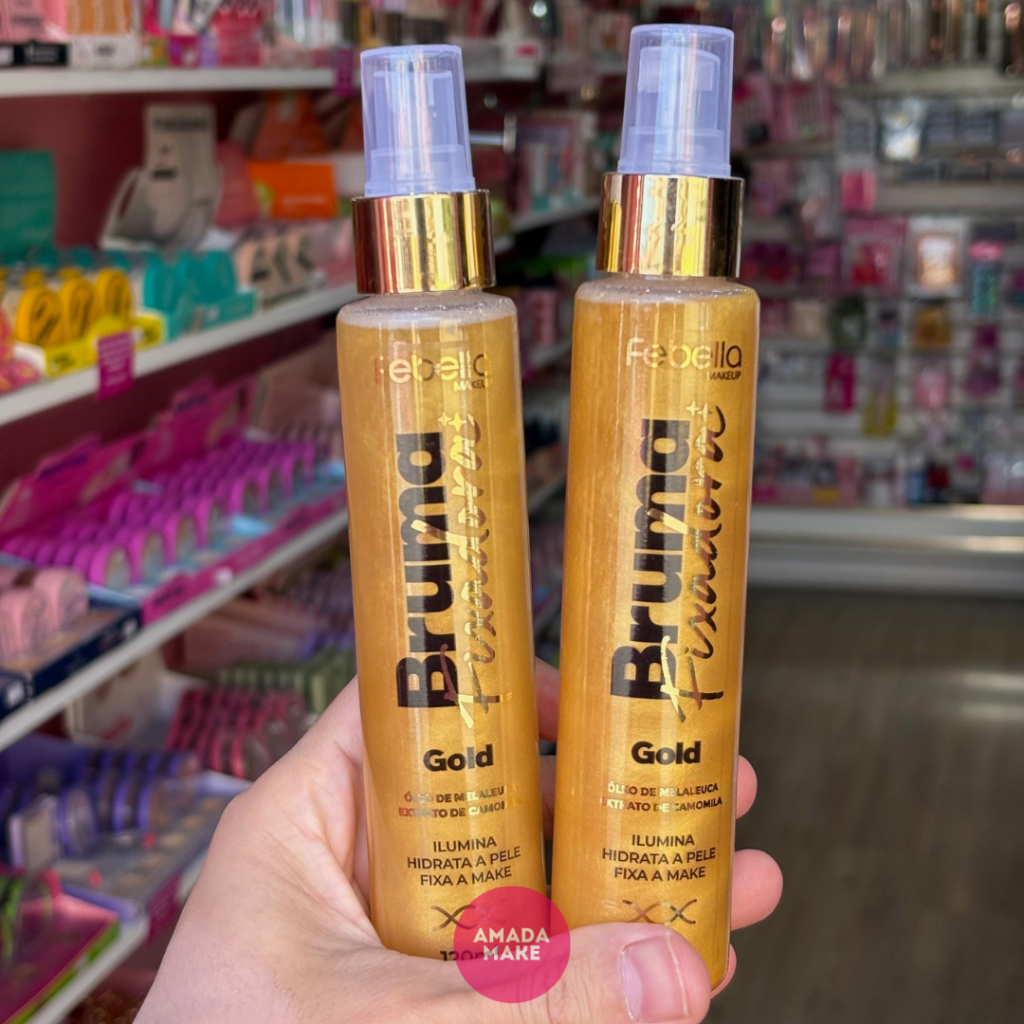 Febella
MAKEUP
Bruma
Fixadora
Gold
ÓLEO DE MELALEUCA
EXTRATO DE CAMOMILA
ILUMINA
HIDRATA A PELE
FIXA A MAKE
120ml
Febella
MAKEUP
Bruma
Fixadora
Gold
ÓLEO DE MELALEUCA
EXTRATO DE CAMOMILA
ILUMINA
HIDRATA A PELE
FIXA A MAKE
AMADA
MAKE